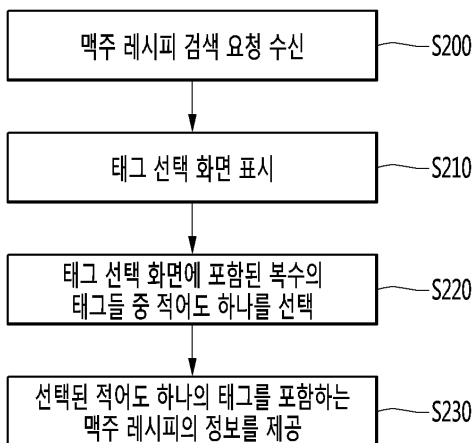 맥주 레시피 검색 요청 수신
S200
태그 선택 화면 표시
S210
태그 선택 화면에 포함된 복수의
태그들 중 적어도 하나를 선택
S220
선택된 적어도 하나의 태그를 포함하는
맥주 레시피의 정보를 제공
S230